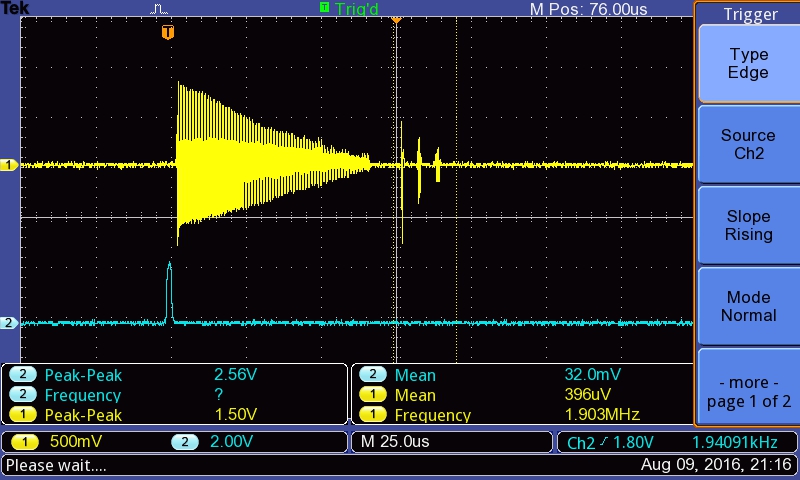 Tek T Trig'd M Pos: 76.00us
T
1
2
Trigger
Type
Edge
Source
Ch2
Slope
Rising
Mode
Normal
- more -
page 1 of 2
2 Peak-Peak 2.56V
2 Frequency ?
1 Peak-Peak 1.50V
2 Mean 32.0mV
1 Mean 396uV
1 Frequency 1.903MHz
1 500mV 2 2.00V M 25.0us Ch2 1.80V 1.94091kHz
Please wait.... Aug 09, 2016, 21:16